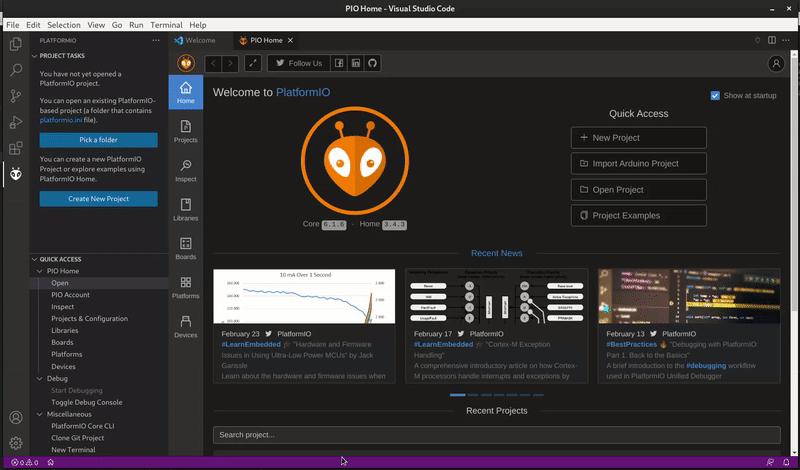 PIO Home - Visual Studio Code
File Edit Selection View Go Run Terminal Help
PLATFORMIO
Welcome
PIO Home
PROJECT TASKS
You have not yet opened a
PlatformIO project.
You can open an existing PlatformIO-
based project (a folder that contains
platformio.ini file).
Pick a folder
You can create a new PlatformIO
Project or explore examples using
PlatformIO Home.
Create New Project
QUICK ACCESS
PIO Home
Open
PIO Account
Inspect
Projects & Configuration
Libraries
Boards
Platforms
Devices
Debug
Start Debugging
Toggle Debug Console
Miscellaneous
PlatformIO Core CLI
Clone Git Project
New Terminal
Home
Projects
Inspect
Libraries
Boards
Platforms
Devices
Follow Us
Welcome to PlatformIO
Show at startup
Core 6.1.6 · Home 3.4.3
Quick Access
New Project
Import Arduino Project
Open Project
Project Examples
Recent News
10 mA Over 1 Second
February 23 PlatformIO
#LearnEmbedded "Hardware and Firmware
Issues in Using Ultra-Low Power MCUs" by Jack
Ganssle
Learn about the hardware and firmware issues when
February 17 PlatformIO
#LearnEmbedded "Cortex-M Exception
Handling"
A comprehensive introductory article on how Cortex-
M processors handle interrupts and exceptions by
February 13 PlatformIO
#BestPractices "Debugging with PlatformIO:
Part 1. Back to the Basics"
A brief introduction to the #debugging workflow
used in PlatformIO Unified Debugger
Recent Projects
Search project...
0 0